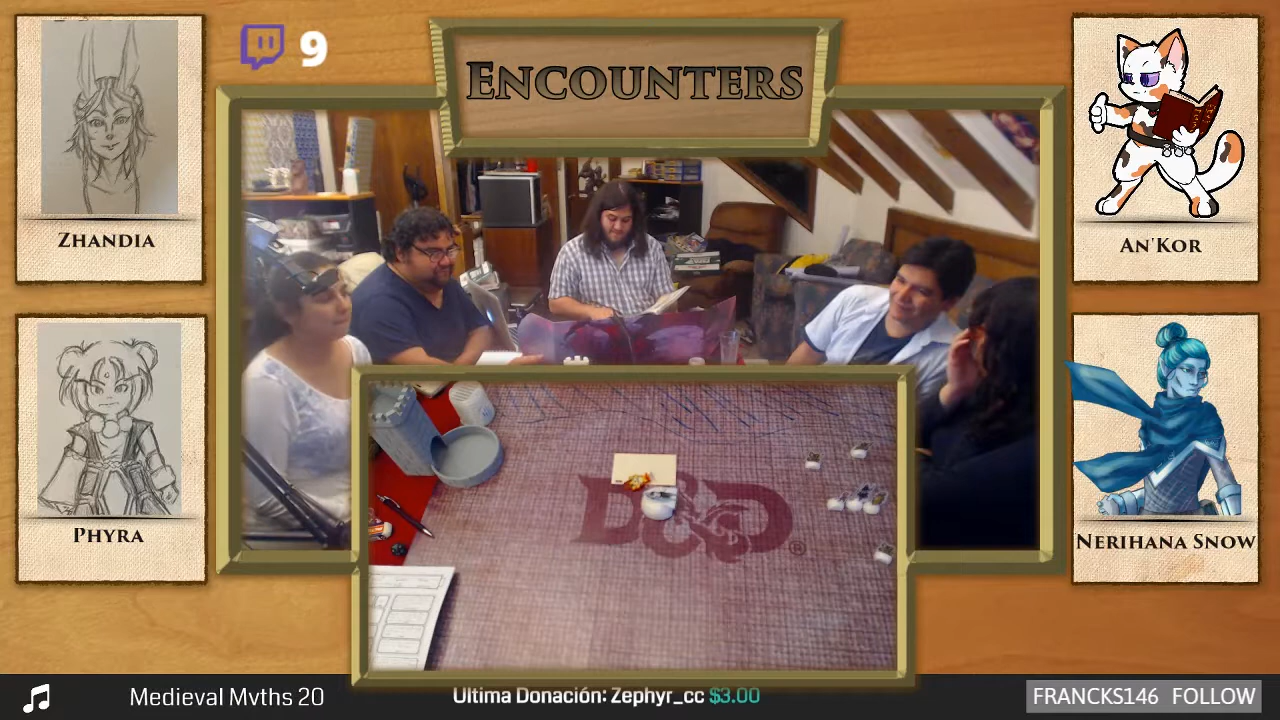 9
ENCOUNTERS
ZHANDIA
AN'KOR
D&D®
PHYRA
NERIHANA SNOW
Medieval Myths 20
Ultima Donación: Zephyr_cc $3.00
FRANCKS146 FOLLOW